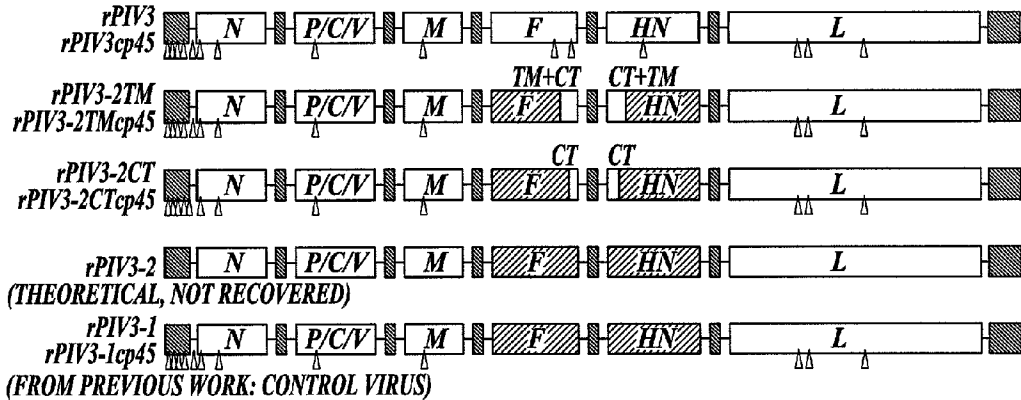 rPIV3
rPIV3cp45
N P/C/V M F HN L
TM+CT CT+TM
rPIV3-2TM
rPIV3-2TMcp45
N P/C/V M F HN L
CT CT
rPIV3-2CT
rPIV3-2CTcp45
N P/C/V M F HN L
rPIV3-2
N P/C/V M F HN L
(THEORETICAL, NOT RECOVERED)
rPIV3-1
rPIV3-1cp45
N P/C/V M F HN L
(FROM PREVIOUS WORK: CONTROL VIRUS)